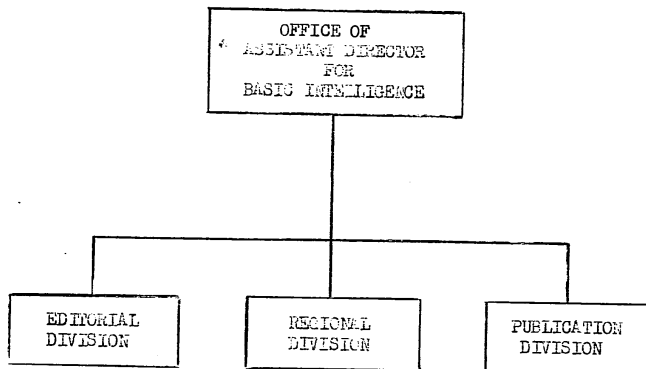 OFFICE OF
ASSISTANT DIRECTOR
FOR
BASIC INTELLIGENCE
EDITORIAL
DIVISION
REGIONAL
DIVISION
PUBLICATION
DIVISION